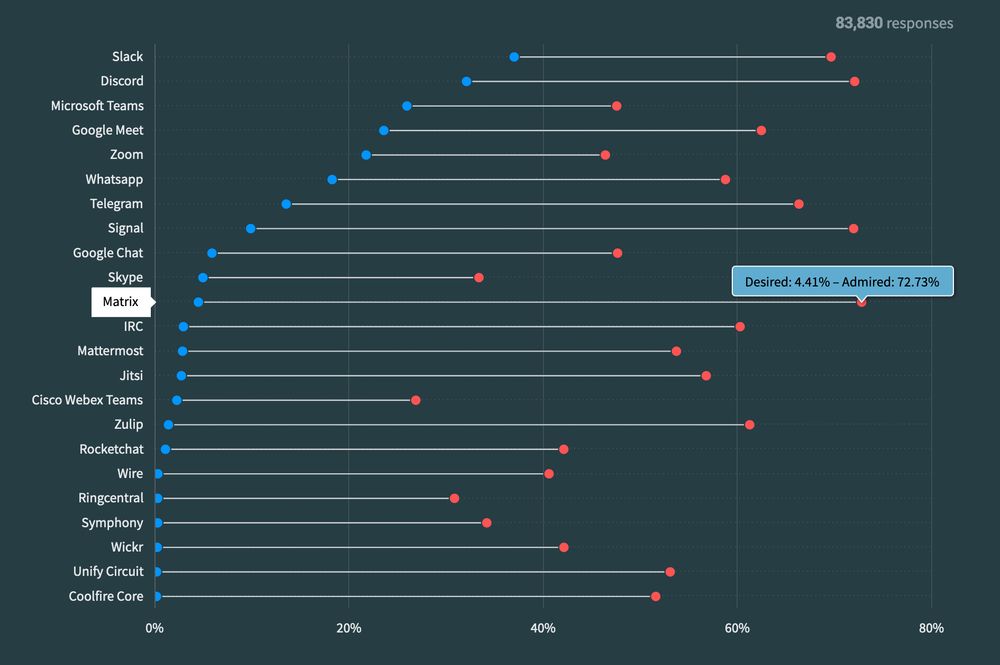 83,830 responses
Slack
Discord
Microsoft Teams
Google Meet
Zoom
Whatsapp
Telegram
Signal
Google Chat
Skype
Desired: 4.41% – Admired: 72.73%
Matrix
IRC
Mattermost
Jitsi
Cisco Webex Teams
Zulip
Rocketchat
Wire
Ringcentral
Symphony
Wickr
Unify Circuit
Coolfire Core
0% 20% 40% 60% 80%